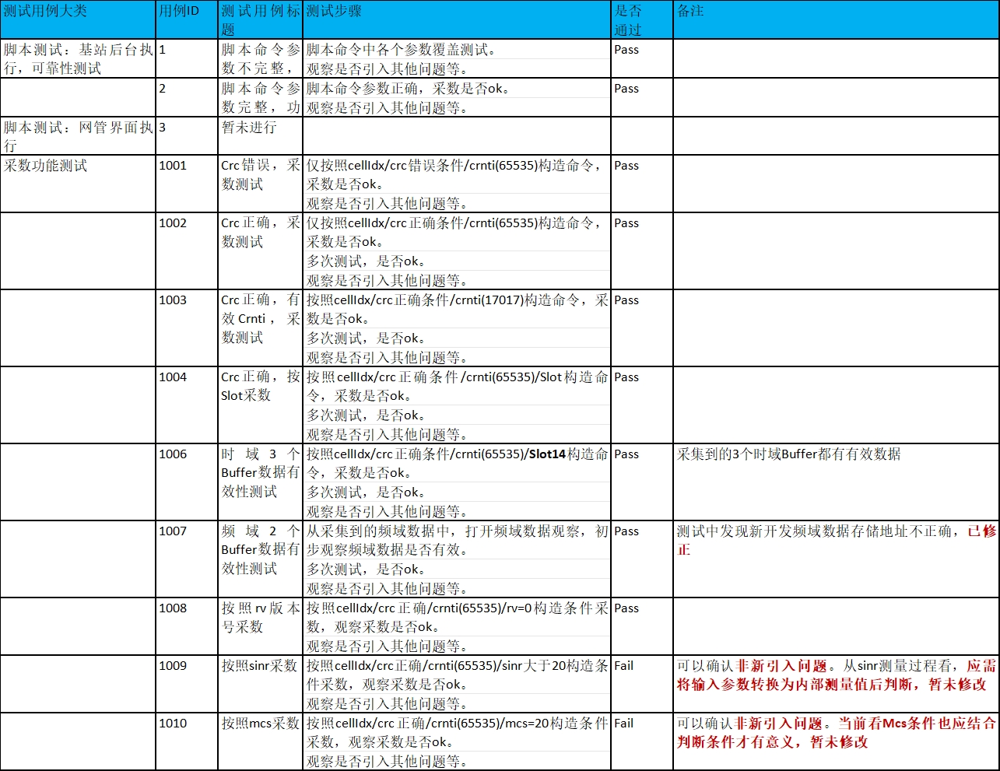 测试用例大类 用例ID 测试用例标题 测试步骤 是否通过 备注
脚本测试：基站后台执行，可靠性测试 1 脚本命令参数不完整， 脚本命令中各个参数覆盖测试。 Pass
观察是否引入其他问题等。
2 脚本命令参数完整，功 脚本命令参数正确，采数是否ok。 Pass
观察是否引入其他问题等。
脚本测试：网管界面执行 3 暂未进行
采数功能测试 1001 Crc错误，采数测试 仅按照cellIdx/crc错误条件/crnti(65535)构造命令，采数是否ok。 Pass
观察是否引入其他问题等。
1002 Crc正确，采数测试 仅按照cellIdx/crc正确条件/crnti(65535)构造命令，采数是否ok。 Pass
多次测试，是否ok。
观察是否引入其他问题等。
1003 Crc正确，有效Crnti，采数测试 按照cellIdx/crc正确条件/crnti(17017)构造命令，采数是否ok。 Pass
多次测试，是否ok。
观察是否引入其他问题等。
1004 Crc正确，按Slot采数 按照cellIdx/crc正确条件/crnti(65535)/Slot构造命令，采数是否ok。 Pass
多次测试，是否ok。
观察是否引入其他问题等。
1006 时域3个Buffer数据有效性测试 按照cellIdx/crc正确条件/crnti(65535)/Slot14构造命令，采数是否ok。 Pass 采集到的3个时域Buffer都有有效数据
多次测试，是否ok。
观察是否引入其他问题等。
1007 频域2个Buffer数据有效性测试 从采集到的频域数据中，打开频域数据观察，初步观察频域数据是否有效。 Pass 测试中发现新开发频域数据存储地址不正确，已修正
多次测试，是否ok。
观察是否引入其他问题等。
1008 按照rv版本号采数 按照cellIdx/crc正确/crnti(65535)/rv=0构造条件采数，观察采数是否ok。 Pass
观察是否引入其他问题等。
1009 按照sinr采数 按照cellIdx/crc正确/crnti(65535)/sinr大于20构造条件采数，观察采数是否ok。 Fail 可以确认非新引入问题。从sinr测量过程看，应需将输入参数转换为内部测量值后判断，暂未修改
观察是否引入其他问题等。
1010 按照mcs采数 按照cellIdx/crc正确/crnti(65535)/mcs=20构造条件采数，观察采数是否ok。 Fail 可以确认非新引入问题。当前看Mcs条件也应结合判断条件才有意义，暂未修改
观察是否引入其他问题等。